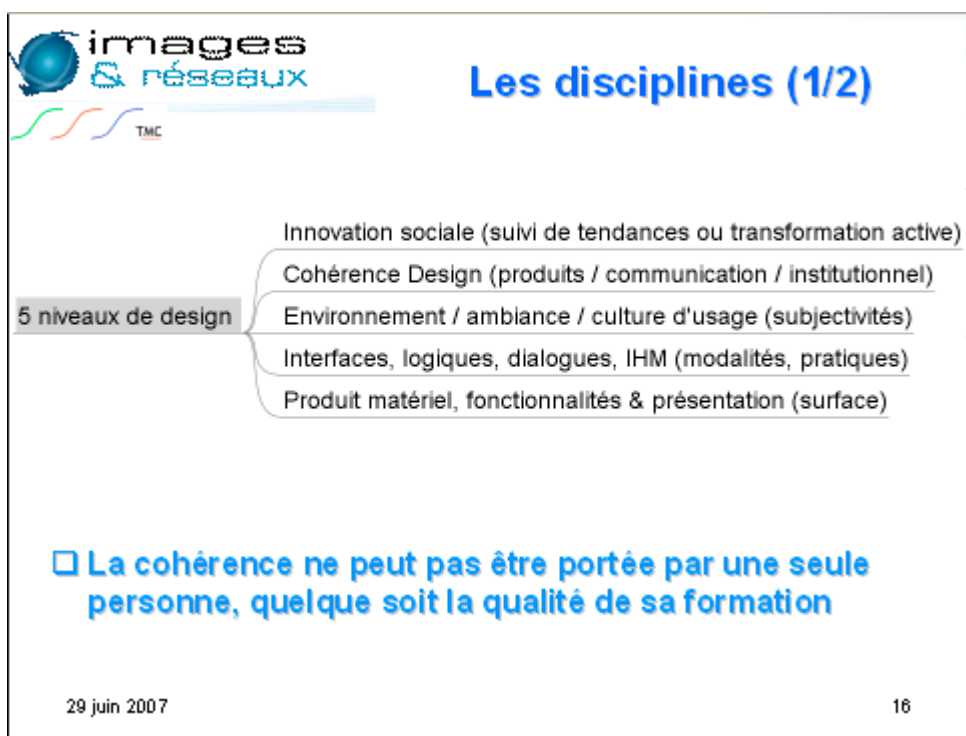 images
& réseaux
Les disciplines (1/2)
TMC
Innovation sociale (suivi de tendances ou transformation active)
Cohérence Design (produits / communication / institutionnel)
5 niveaux de design
Environnement / ambiance / culture d'usage (subjectivités)
Interfaces, logiques, dialogues, IHM (modalités, pratiques)
Produit matériel, fonctionnalités & présentation (surface)
La cohérence ne peut pas être portée par une seule
personne, quelque soit la qualité de sa formation
29 juin 2007
16